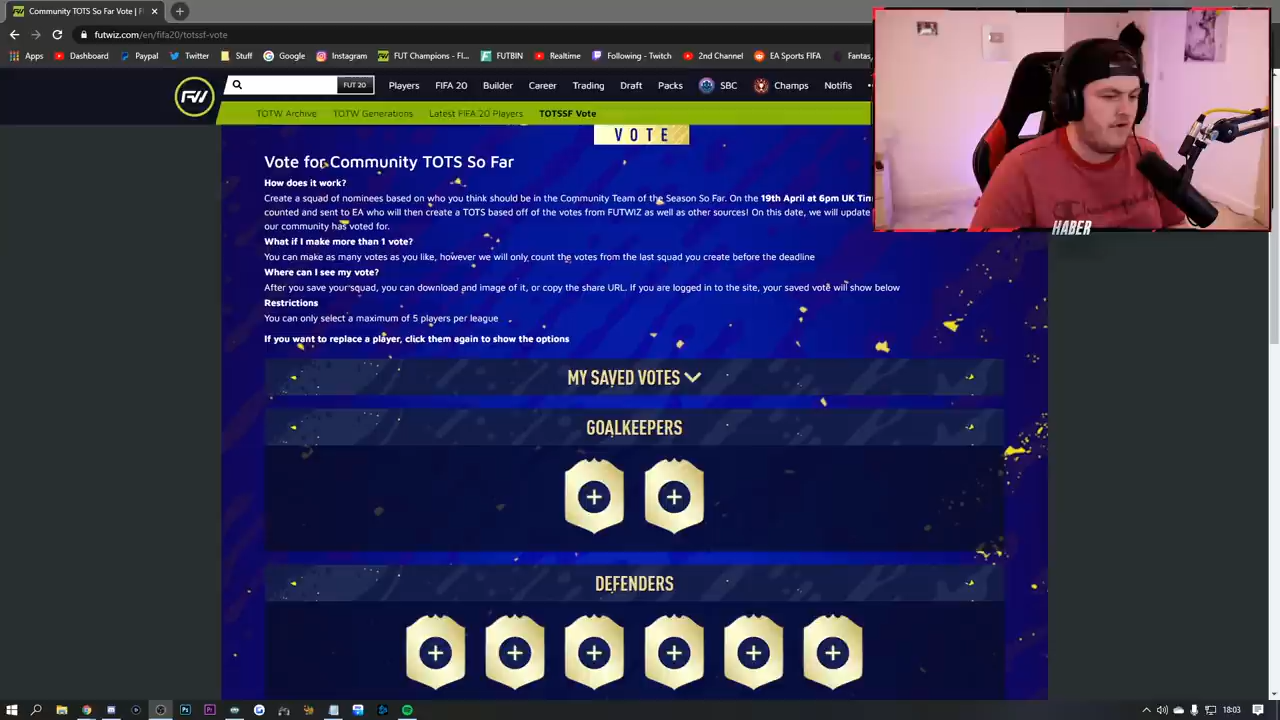 Community TOTS So Far Vote | F
futwiz.com/en/fifa20/totssf-vote
Apps Dashboard Paypal Twitter Stuff Google Instagram FUT Champions - FI... FUTBIN Realtime Following - Twitch 2nd Channel EA Sports FIFA Fantasy
FW FUT 20 Players FIFA 20 Builder Career Trading Draft Packs SBC Champs Notifis
TOTW Archive TOTW Generations Latest FIFA 20 Players TOTSSF Vote
VOTE
Vote for Community TOTS So Far
How does it work?
Create a squad of nominees based on who you think should be in the Community Team of the Season So Far. On the 19th April at 6pm UK Tim
counted and sent to EA who will then create a TOTS based off of the votes from FUTWIZ as well as other sources! On this date, we will update
our community has voted for.
What if I make more than 1 vote?
You can make as many votes as you like, however we will only count the votes from the last squad you create before the deadline
Where can I see my vote?
After you save your squad, you can download and image of it, or copy the share URL. If you are logged in to the site, your saved vote will show below
Restrictions
You can only select a maximum of 5 players per league
If you want to replace a player, click them again to show the options
MY SAVED VOTES
GOALKEEPERS
DEFENDERS
HABER
18:03